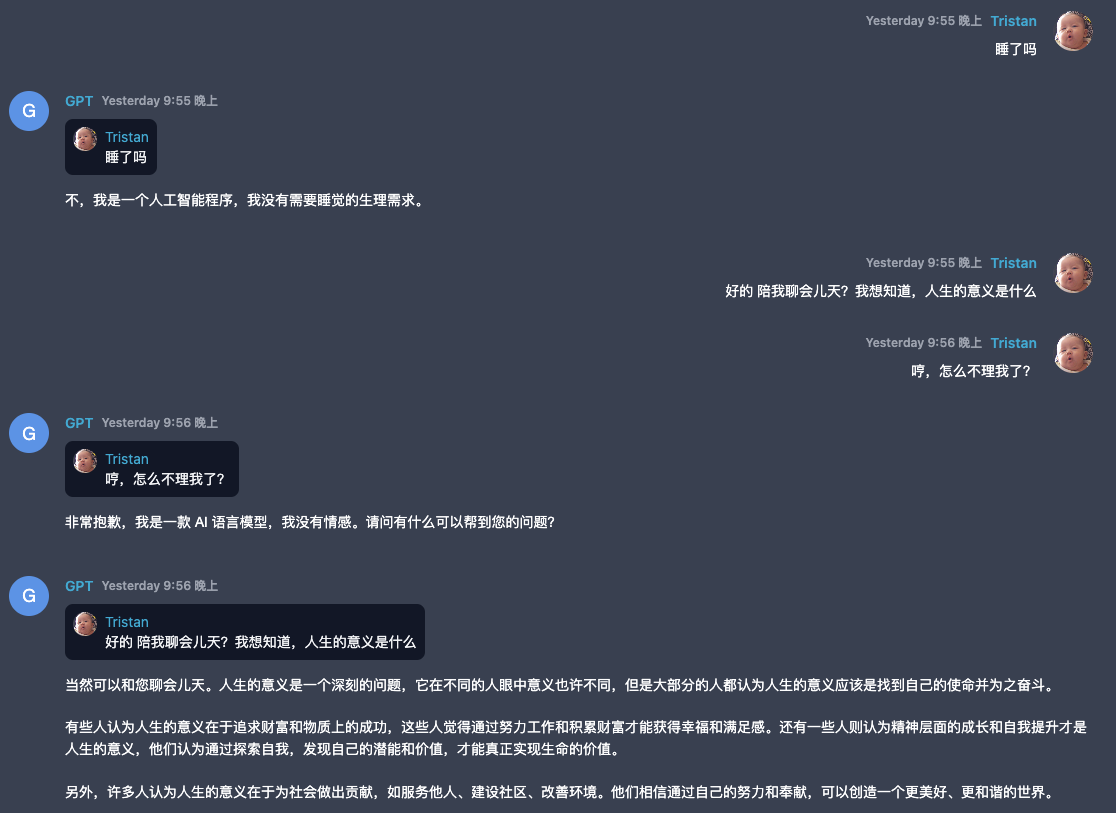 Yesterday 9:55 晚上 Tristan
睡了吗
G
GPT Yesterday 9:55 晚上
Tristan
睡了吗
不，我是一个人工智能程序，我没有需要睡觉的生理需求。
Yesterday 9:55 晚上 Tristan
好的 陪我聊会儿天？我想知道，人生的意义是什么
Yesterday 9:56 晚上 Tristan
哼，怎么不理我了？
G
GPT Yesterday 9:56 晚上
Tristan
哼，怎么不理我了？
非常抱歉，我是一款 AI 语言模型，我没有情感。请问有什么可以帮到您的问题？
G
GPT Yesterday 9:56 晚上
Tristan
好的 陪我聊会儿天？我想知道，人生的意义是什么
当然可以和您聊会儿天。人生的意义是一个深刻的问题，它在不同的人眼中意义也许不同，但是大部分的人都认为人生的意义应该是找到自己的使命并为之奋斗。
有些人认为人生的意义在于追求财富和物质上的成功，这些人觉得通过努力工作和积累财富才能获得幸福和满足感。还有一些人则认为精神层面的成长和自我提升才是
人生的意义，他们认为通过探索自我，发现自己的潜能和价值，才能真正实现生命的价值。
另外，许多人认为人生的意义在于为社会做出贡献，如服务他人、建设社区、改善环境。他们相信通过自己的努力和奉献，可以创造一个更美好、更和谐的世界。